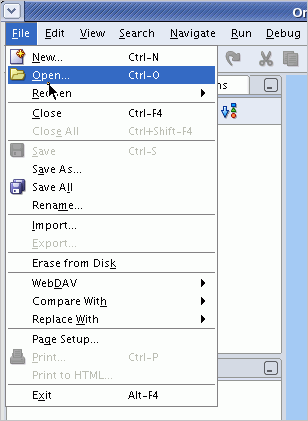 Or
File Edit View Search Navigate Run Debug
New... Ctrl-N
Open... Ctrl-O
ns
Close Ctrl-F4
Close All Ctrl+Shift-F4
Save Ctrl-S
Save As...
Save All
Rename...
Import...
Export...
Erase from Disk
WebDAV
Compare With
Replace With
Page Setup...
Print... Ctrl-P
Print to HTML...
Exit Alt-F4